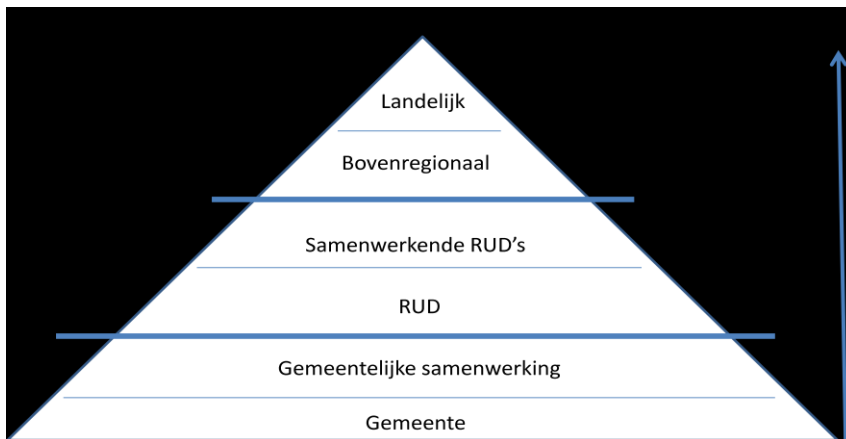 Landelijk
Bovenregionaal
Samenwerkende RUD’s
RUD
Gemeentelijke samenwerking
Gemeente